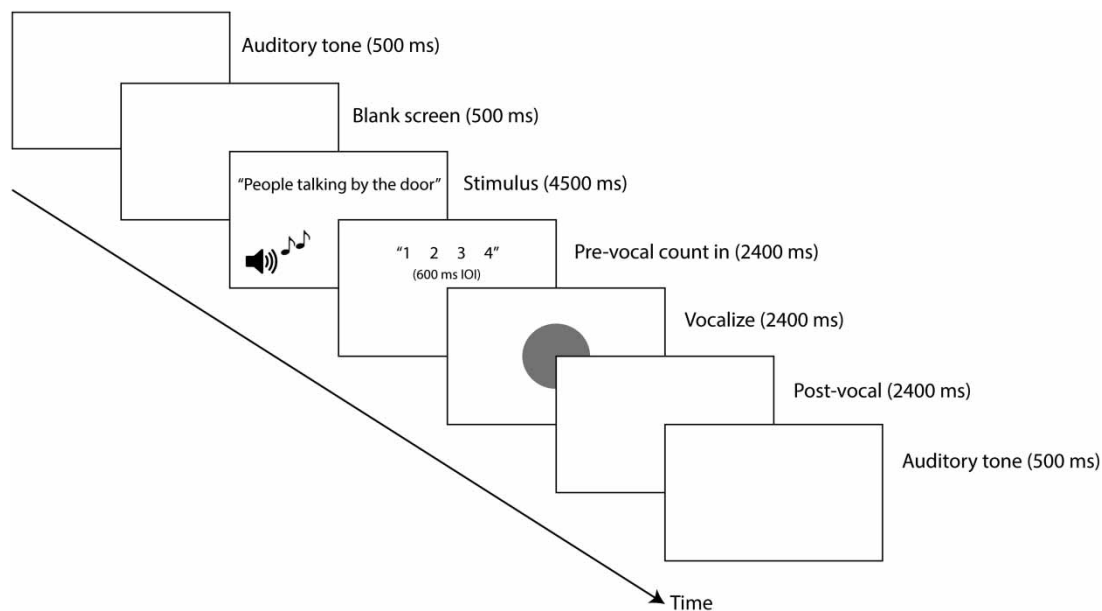 Auditory tone (500 ms)
Blank screen (500 ms)
“People talking by the door”
Stimulus (4500 ms)
“1 2 3 4”
(600 ms IOI)
Pre-vocal count in (2400 ms)
Vocalize (2400 ms)
Post-vocal (2400 ms)
Auditory tone (500 ms)
Time